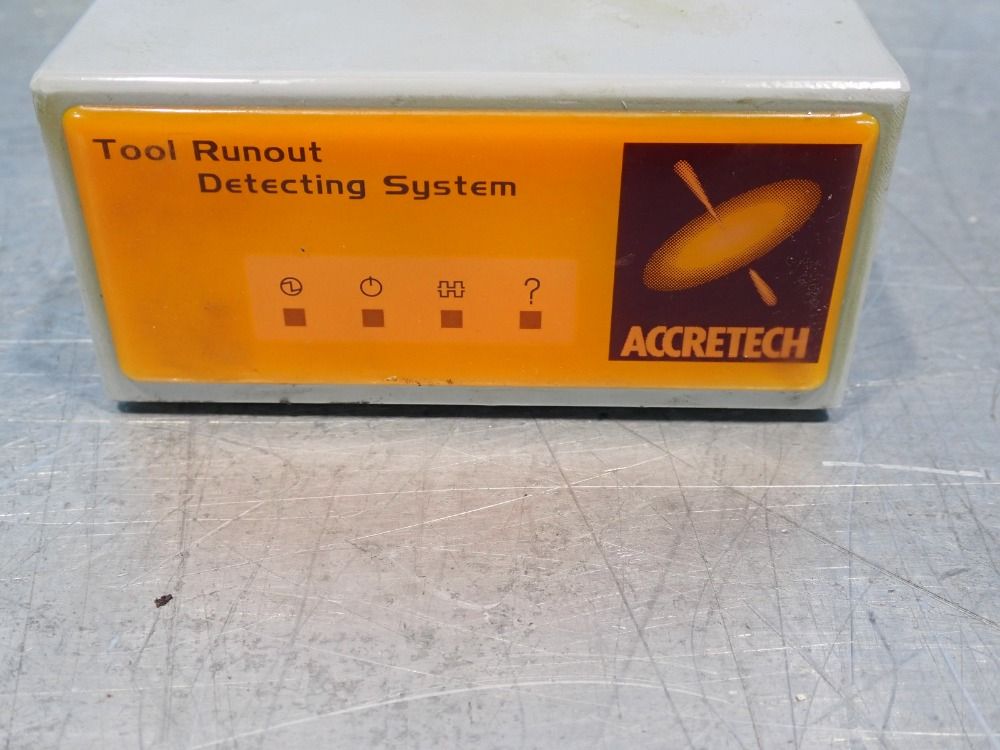 Tool Runout
Detecting System
?
ACCRETECH